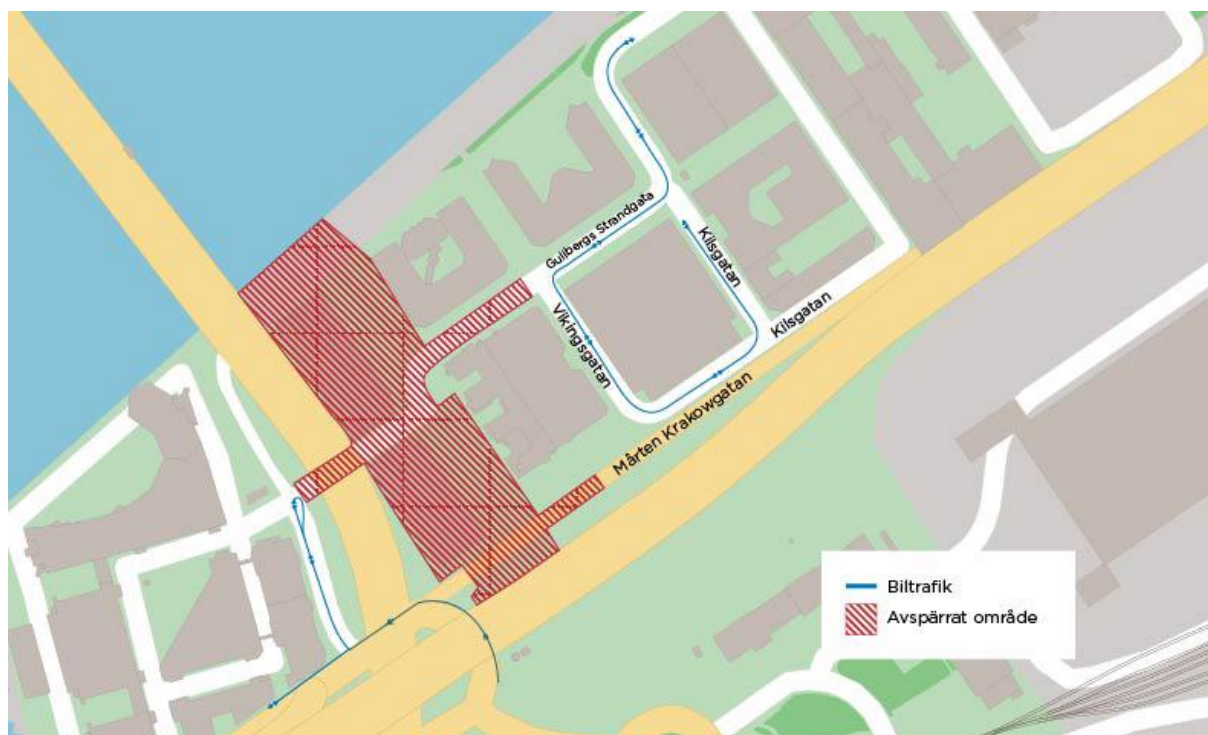 Gullbergs Strandgata
Kilsgatan
Vikingsgatan
Kilsgatan
Mårten Krakowgatan
Biltrafik
Avspärrat område